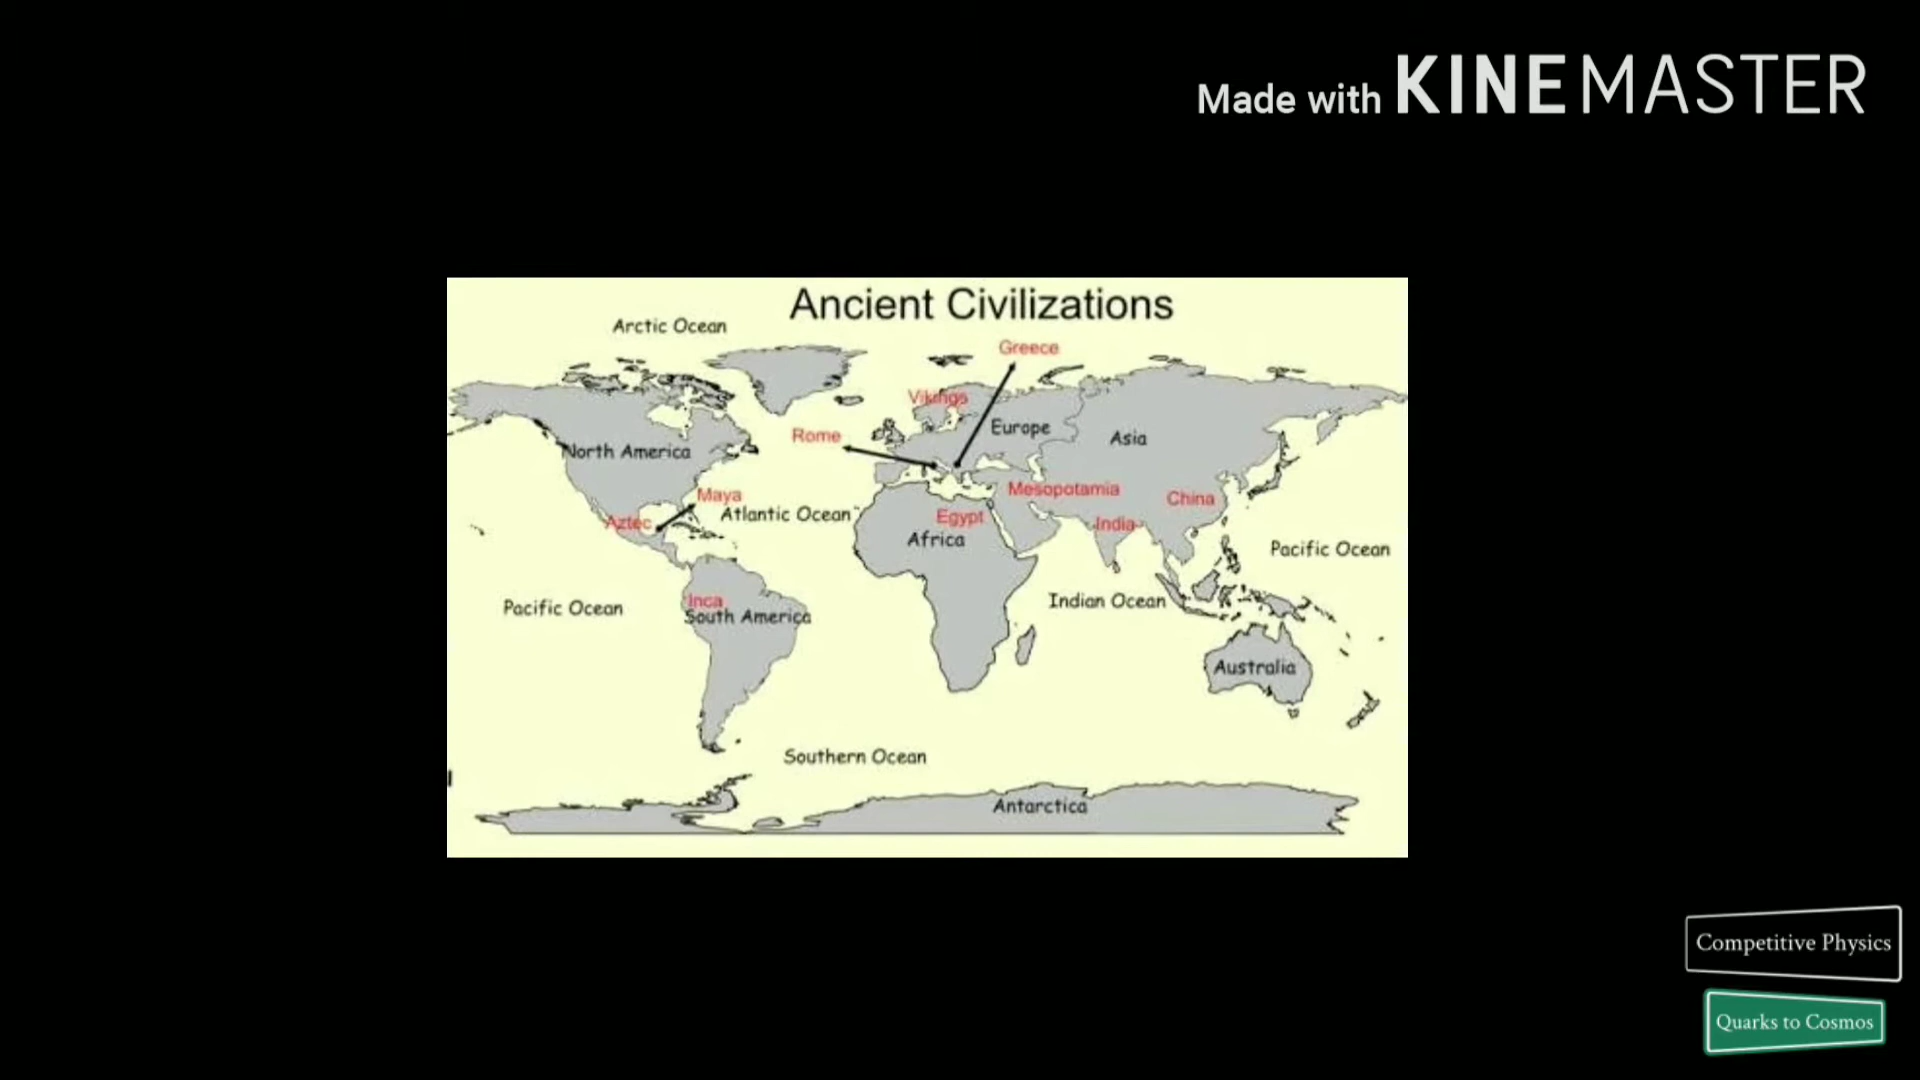 Made with KINEMASTER
Ancient Civilizations
Arctic Ocean
Greece
Vikings
Rome
Europe
Asia
North America
Maya
Aztec
Atlantic Ocean
Mesopotamia
China
Egypt
India
Africa
Pacific Ocean
Pacific Ocean
Inca
South America
Indian Ocean
Australia
Southern Ocean
Antarctica
Competitive Physics
Quarks to Cosmos